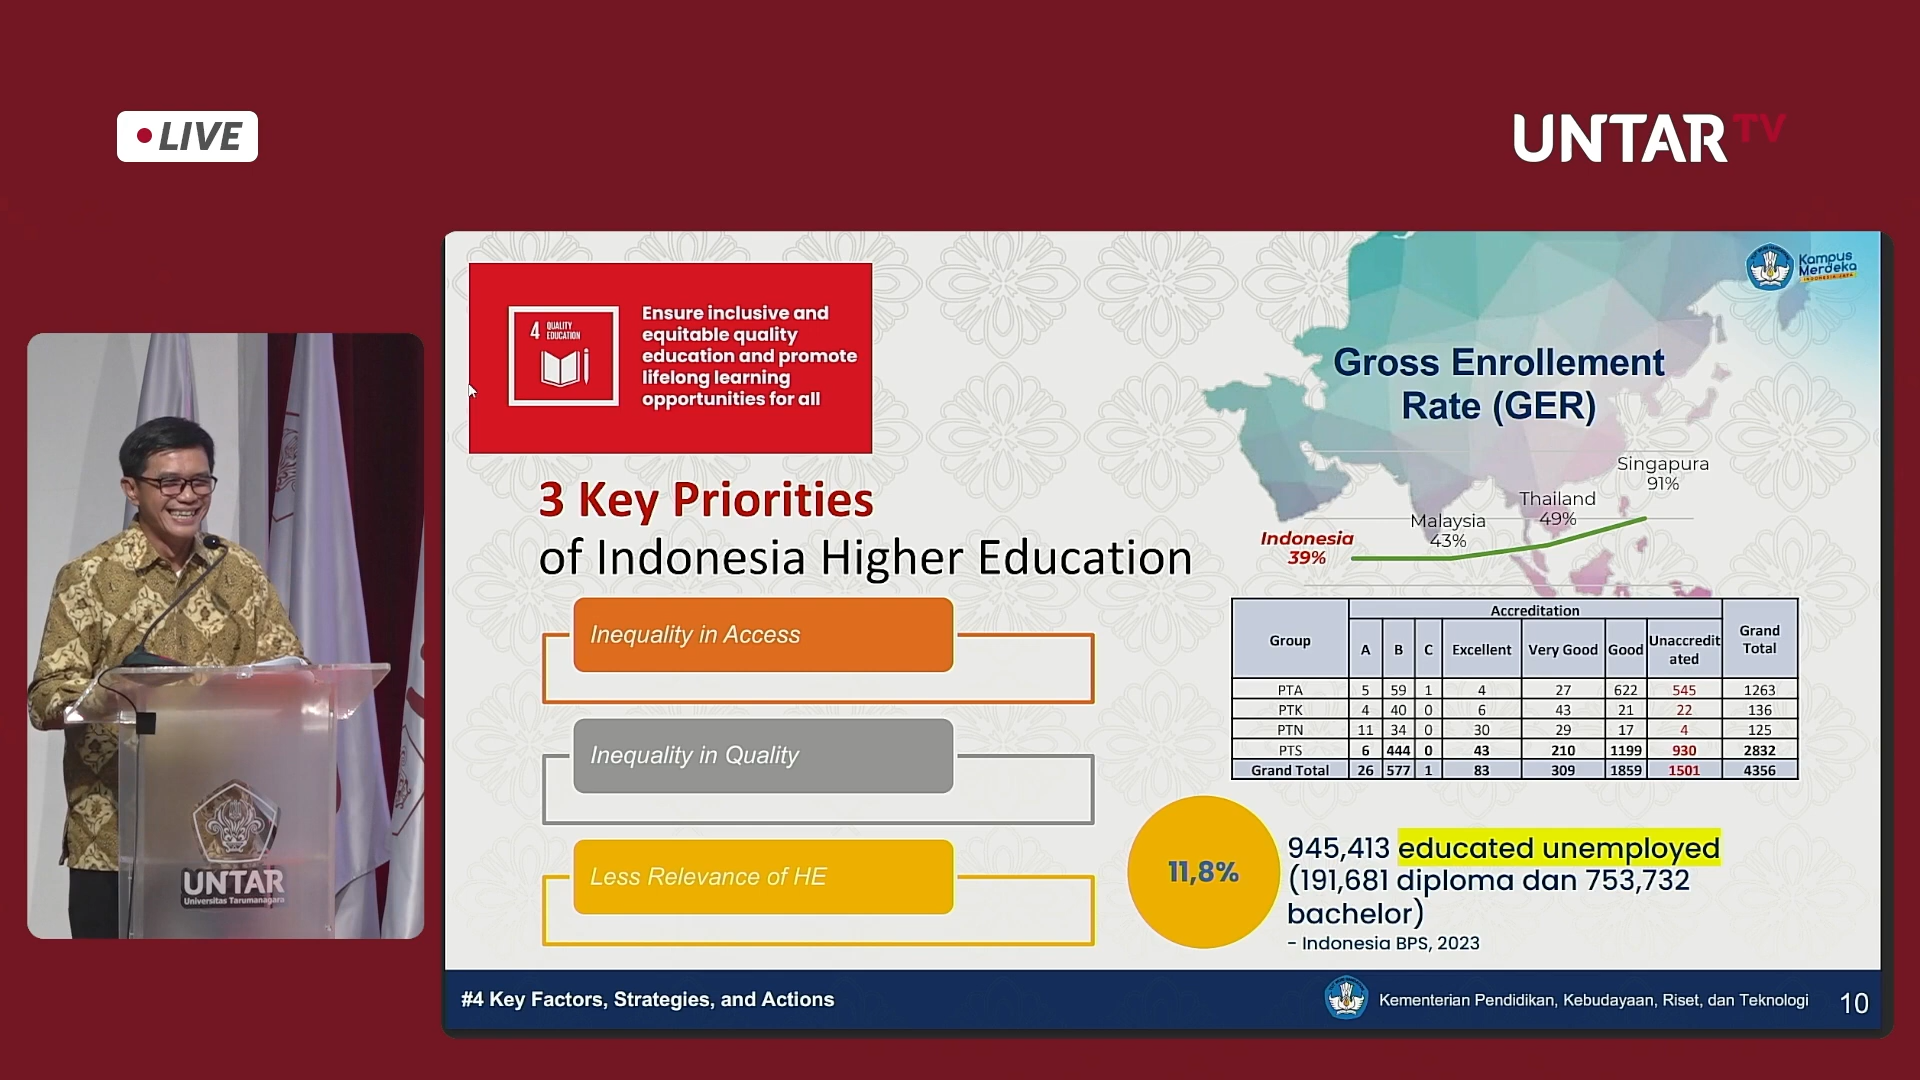 LIVE
UNTAR TV
4 QUALITY
EDUCATION
Ensure inclusive and
equitable quality
education and promote
lifelong learning
opportunities for all
Kampus
Merdeka
INDONESIA JAYA
Gross Enrollement
Rate (GER)
Singapura
91%
Thailand
49%
Malaysia
43%
Indonesia
39%
3 Key Priorities
of Indonesia Higher Education
Inequality in Access
Inequality in Quality
Less Relevance of HE
Group Accreditation Grand Total
A B C Excellent Very Good Good Unaccredit
ated
PTA 5 59 1 4 27 622 545 1263
PTK 4 40 0 6 43 21 22 136
PTN 11 34 0 30 29 17 4 125
PTS 6 444 0 43 210 1199 930 2832
Grand Total 26 577 1 83 309 1859 1501 4356
11,8%
945,413 educated unemployed
(191,681 diploma dan 753,732
bachelor)
- Indonesia BPS, 2023
UNTAR
Universitas Tarumanagara
#4 Key Factors, Strategies, and Actions
Kementerian Pendidikan, Kebudayaan, Riset, dan Teknologi
10